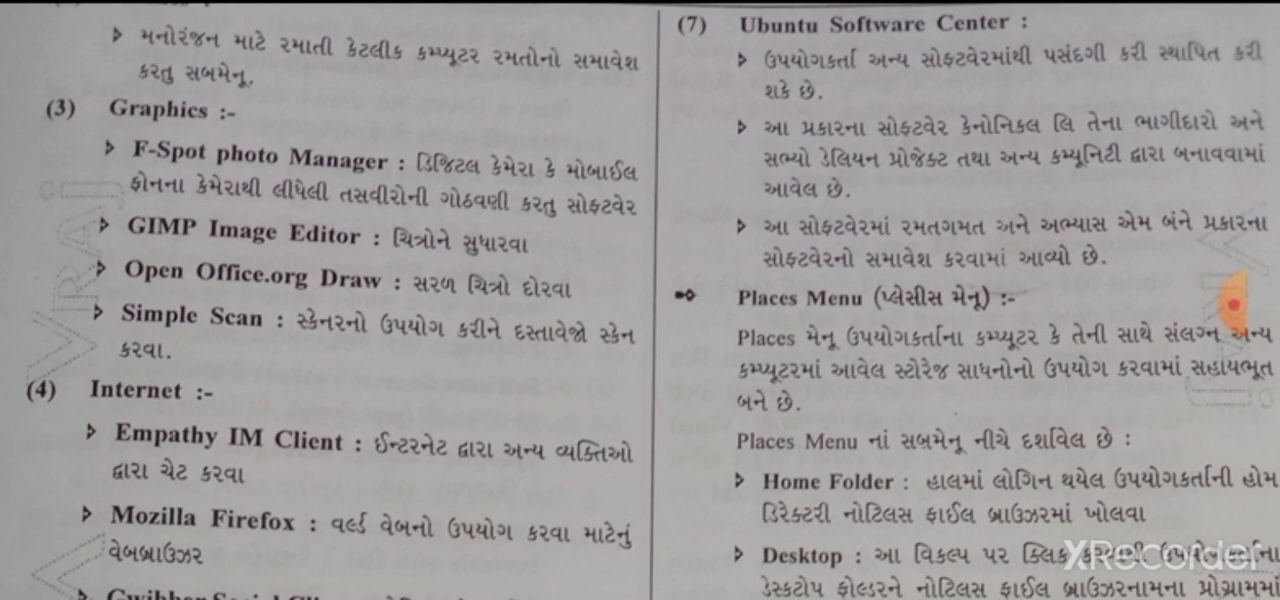 ▷ મનોરંજન માટે રમાતી કેટલીક કમ્પ્યૂટર રમતોનો સમાવેશ
કરતુ સબમેનૂ.
(3) Graphics :-
▷ F-Spot photo Manager : ડિજિટલ કેમેરા કે મોબાઈલ
ફોનના કેમેરાથી લીધેલી તસવીરોની ગોઠવણી કરતુ સોફ્ટવેર
▷ GIMP Image Editor : ચિત્રોને સુધારવા
▷ Open Office.org Draw : સરળ ચિત્રો દોરવા
▷ Simple Scan : સ્કેનરનો ઉપયોગ કરીને દસ્તાવેજો સ્કેન
કરવા.
(4) Internet :-
▷ Empathy IM Client : ઈન્ટરનેટ દ્વારા અન્ય વ્યક્તિઓ
દ્વારા ચેટ કરવા
▷ Mozilla Firefox : વર્લ્ડ વેબનો ઉપયોગ કરવા માટેનું
વેબબ્રાઉઝર
(7) Ubuntu Software Center :
▷ ઉપયોગકર્તા અન્ય સોફ્ટવેરમાંથી પસંદગી કરી સ્થાપિત કરી
શકે છે.
▷ આ પ્રકારના સોફ્ટવેર કેનોનિકલ લિ તેના ભાગીદારો અને
સભ્યો ડેલિયન પ્રોજેક્ટ તથા અન્ય કમ્યૂનિટી દ્વારા બનાવવામાં
આવેલ છે.
▷ આ સોફ્ટવેરમાં રમતગમત અને અભ્યાસ એમ બંને પ્રકારના
સોફ્ટવેરનો સમાવેશ કરવામાં આવ્યો છે.
Places Menu (પ્લેસીસ મેનૂ) :-
Places મેનૂ ઉપયોગકર્તાના કમ્પ્યૂટર કે તેની સાથે સંલગ્ન અન્ય
કમ્પ્યૂટરમાં આવેલ સ્ટોરેજ સાધનોનો ઉપયોગ કરવામાં સહાયભૂત
બને છે.
Places Menu નાં સબમેનૂ નીચે દર્શાવેલ છે :
▷ Home Folder : હાલમાં લોગિન થયેલ ઉપયોગકર્તાની હોમ
ડિરેક્ટરી નોટિલસ ફાઈલ બ્રાઉઝરમાં ખોલવા
▷ Desktop : આ વિકલ્પ પર ક્લિક
ડેસ્કટોપ ફોલ્ડરને નોટિલસ ફાઈલ બ્રાઉઝરનામના પ્રોગ્રામમાં
XRecorder